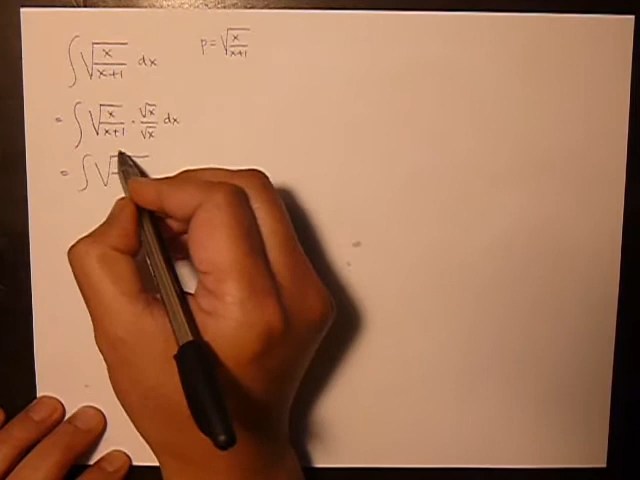 ∫ √(x/(x+1)) dx    p = √(x/(x+1))
= ∫ √(x/(x+1)) · √x/√x dx
= ∫ √